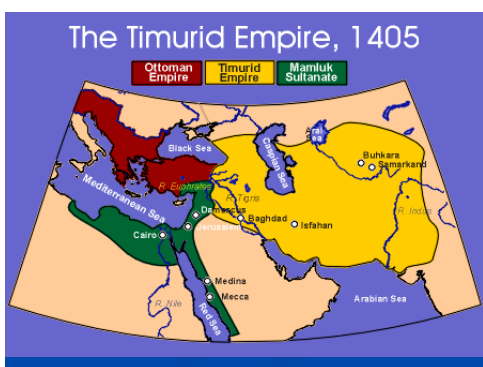 The Timurid Empire, 1405
Ottoman
Empire
Timurid
Empire
Mamluk
Sultanate
Black Sea
Caspian Sea
Aral
Sea
Buhkara
Samarkand
Mediterranean Sea
R. Euphrates
R. Tigris
R. Indus
Damascus
Jerusalem
Baghdad
Isfahan
Cairo
Medina
Mecca
R. Nile
Red Sea
Arabian Sea